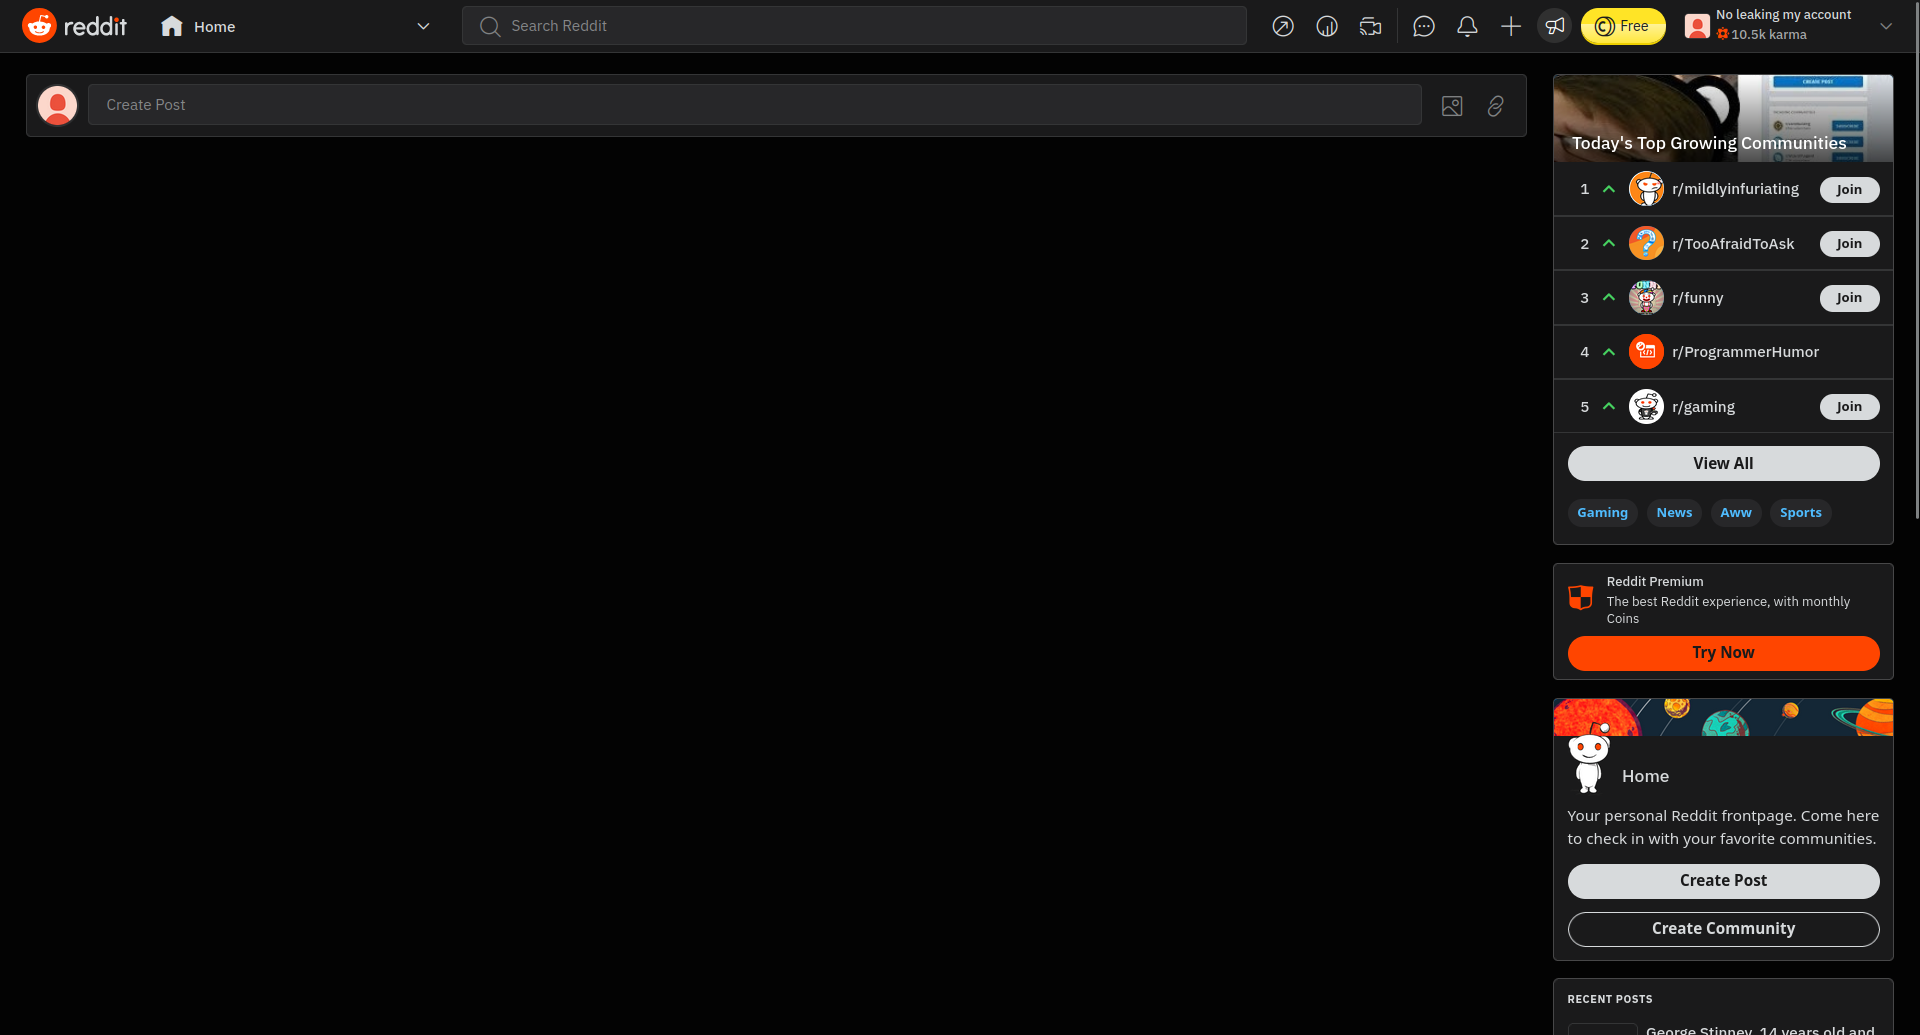 reddit
Home
Search Reddit
Free
No leaking my account
10.5k karma
Create Post
CREATE POST
Today's Top Growing Communities
1 r/mildlyinfuriating Join
2 r/TooAfraidToAsk Join
3 r/funny Join
4 r/ProgrammerHumor
5 r/gaming Join
View All
Gaming News Aww Sports
Reddit Premium
The best Reddit experience, with monthly
Coins
Try Now
Home
Your personal Reddit frontpage. Come here
to check in with your favorite communities.
Create Post
Create Community
RECENT POSTS
George Stinney, 14 years old and